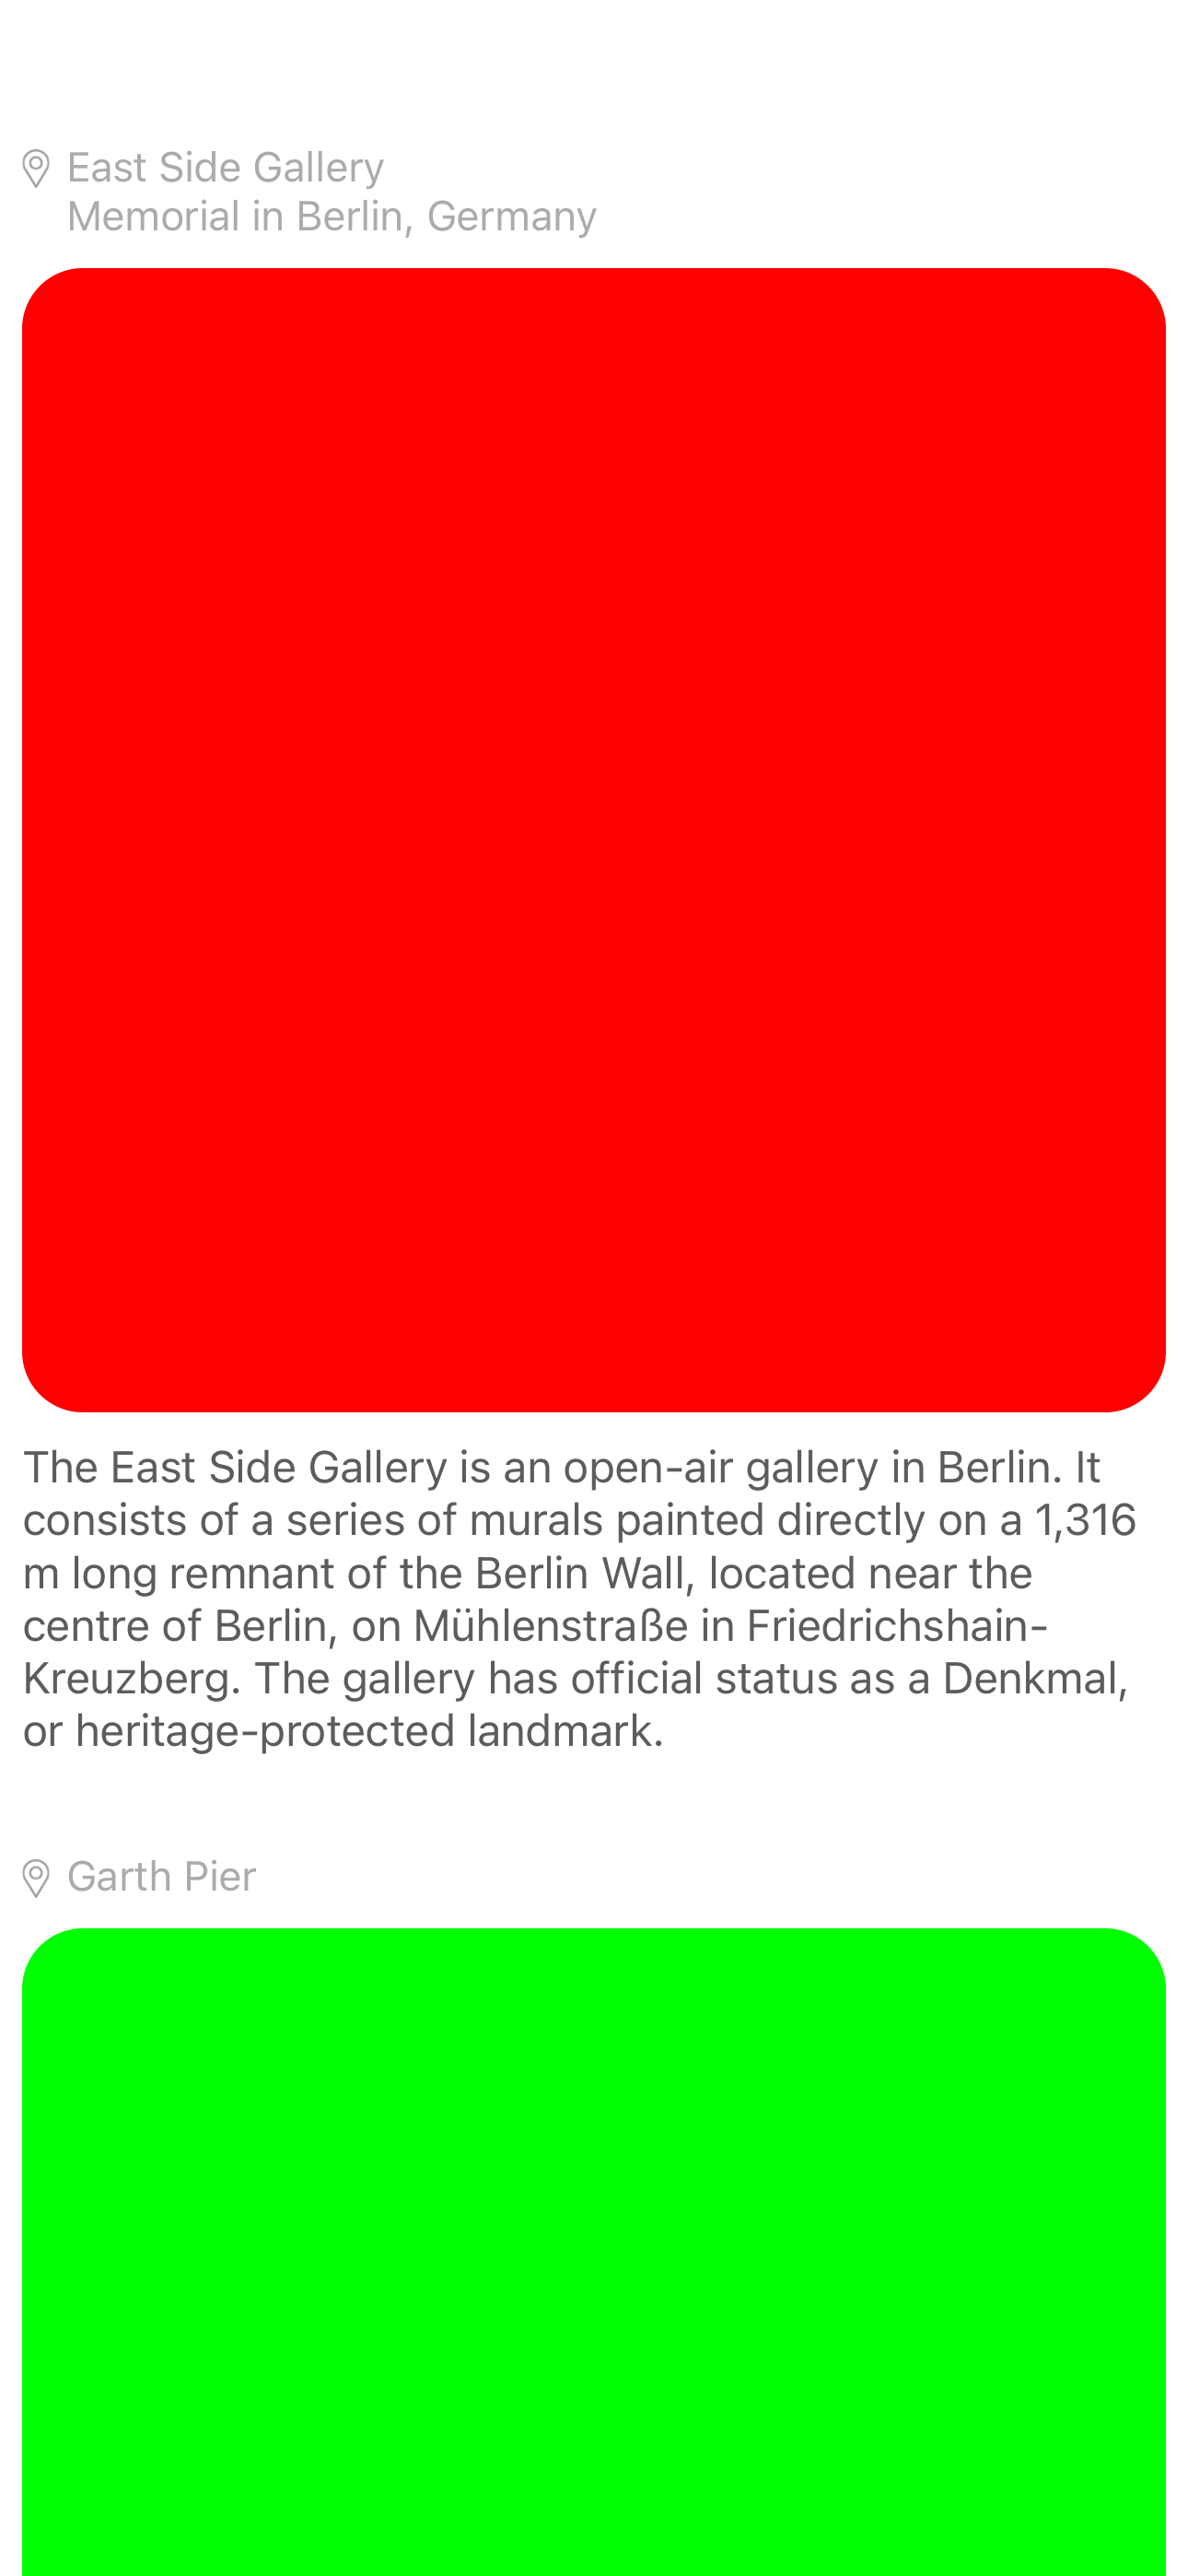 East Side Gallery
Memorial in Berlin, Germany
The East Side Gallery is an open-air gallery in Berlin. It
consists of a series of murals painted directly on a 1,316
m long remnant of the Berlin Wall, located near the
centre of Berlin, on Mühlenstraße in Friedrichshain-
Kreuzberg. The gallery has official status as a Denkmal,
or heritage-protected landmark.
Garth Pier